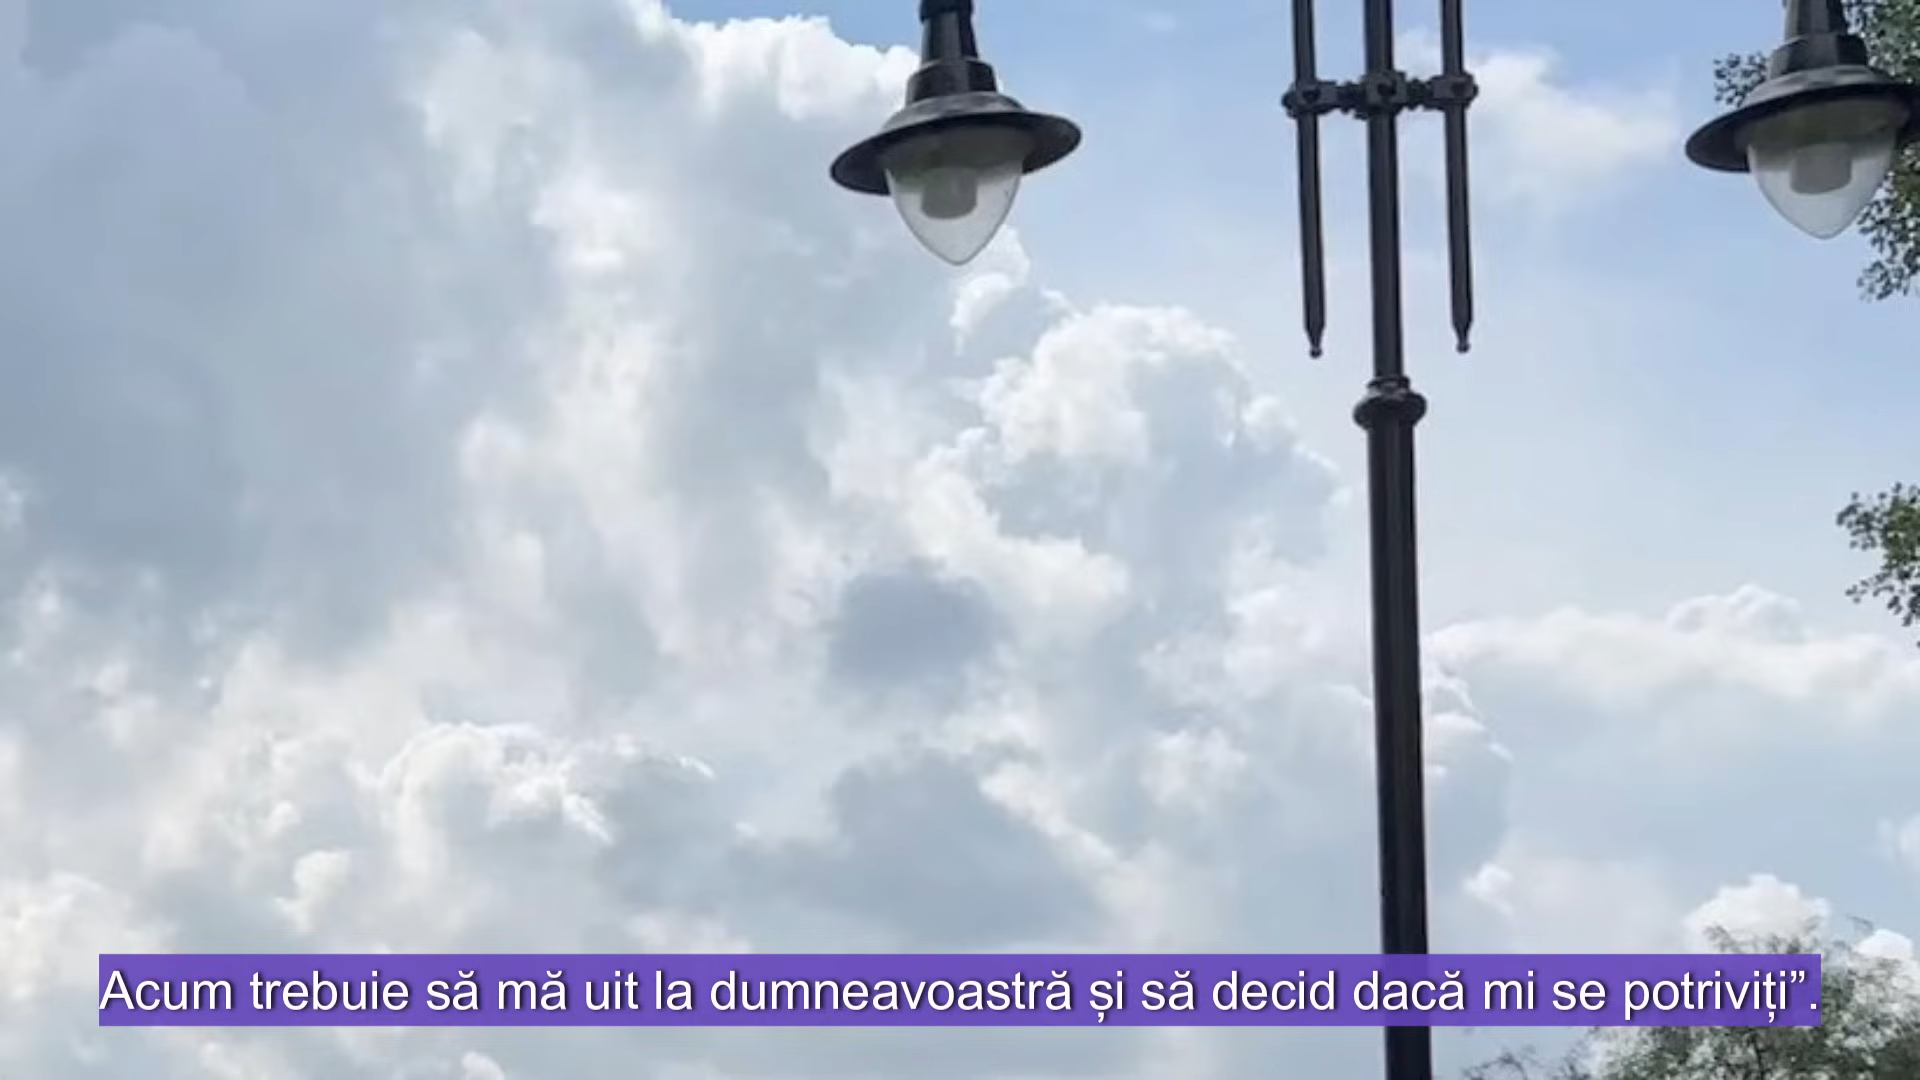 Acum trebuie să mă uit la dumneavoastră și să decid dacă mi se potriviți”.